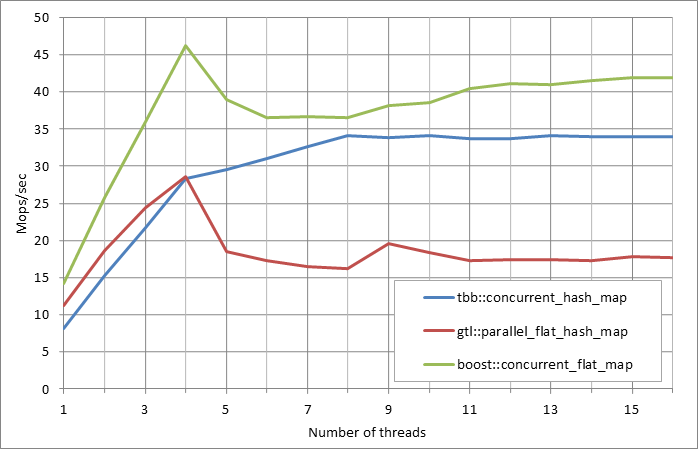 50
45
40
35
30
25
20
15
10
5
0
Mops/sec
tbb::concurrent_hash_map
gtl::parallel_flat_hash_map
boost::concurrent_flat_map
1 3 5 7 9 11 13 15
Number of threads